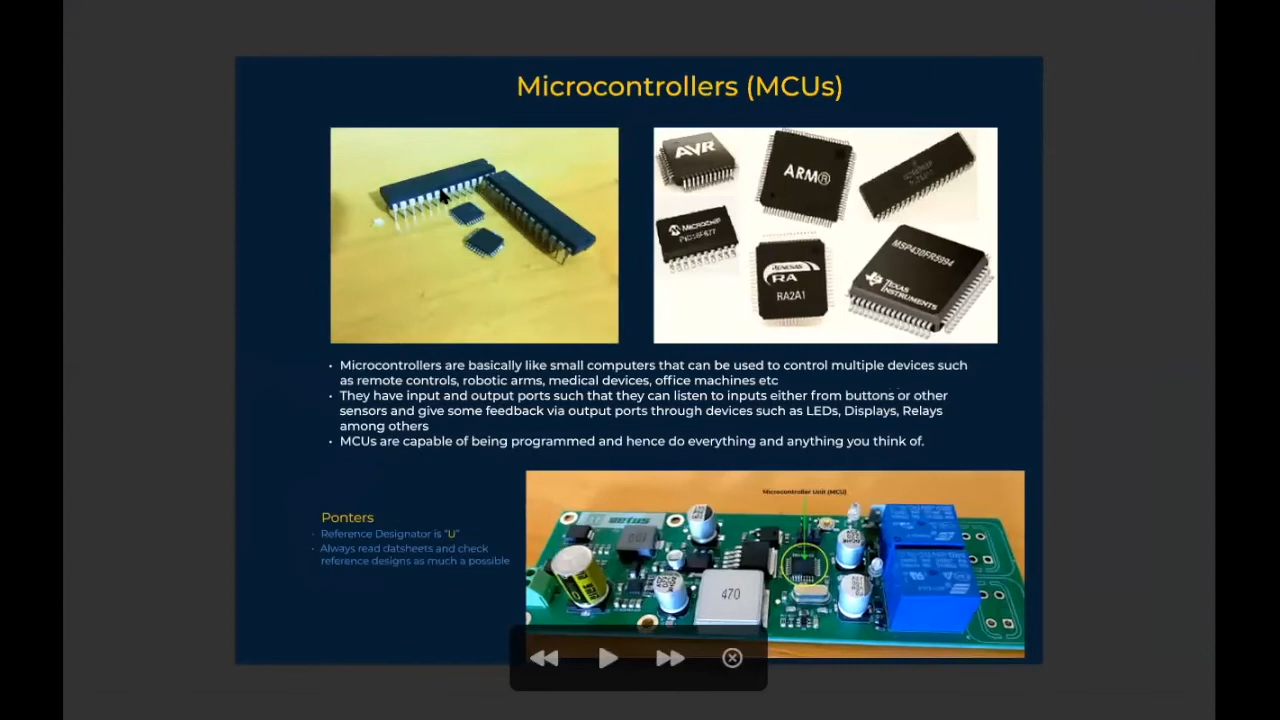 Microcontrollers (MCUs)
AVR
ARM®
MICROCHIP
RENESAS
RA
RA2A1
MSP430FR5994
TEXAS
INSTRUMENTS
• Microcontrollers are basically like small computers that can be used to control multiple devices such
as remote controls, robotic arms, medical devices, office machines etc
• They have input and output ports such that they can listen to inputs either from buttons or other
sensors and give some feedback via output ports through devices such as LEDs, Displays, Relays
among others
• MCUs are capable of being programmed and hence do everything and anything you think of.
Microcontroller Unit (MCU)
Ponters
• Reference Designator is "U"
• Always read datsheets and check
reference designs as much a possible
470